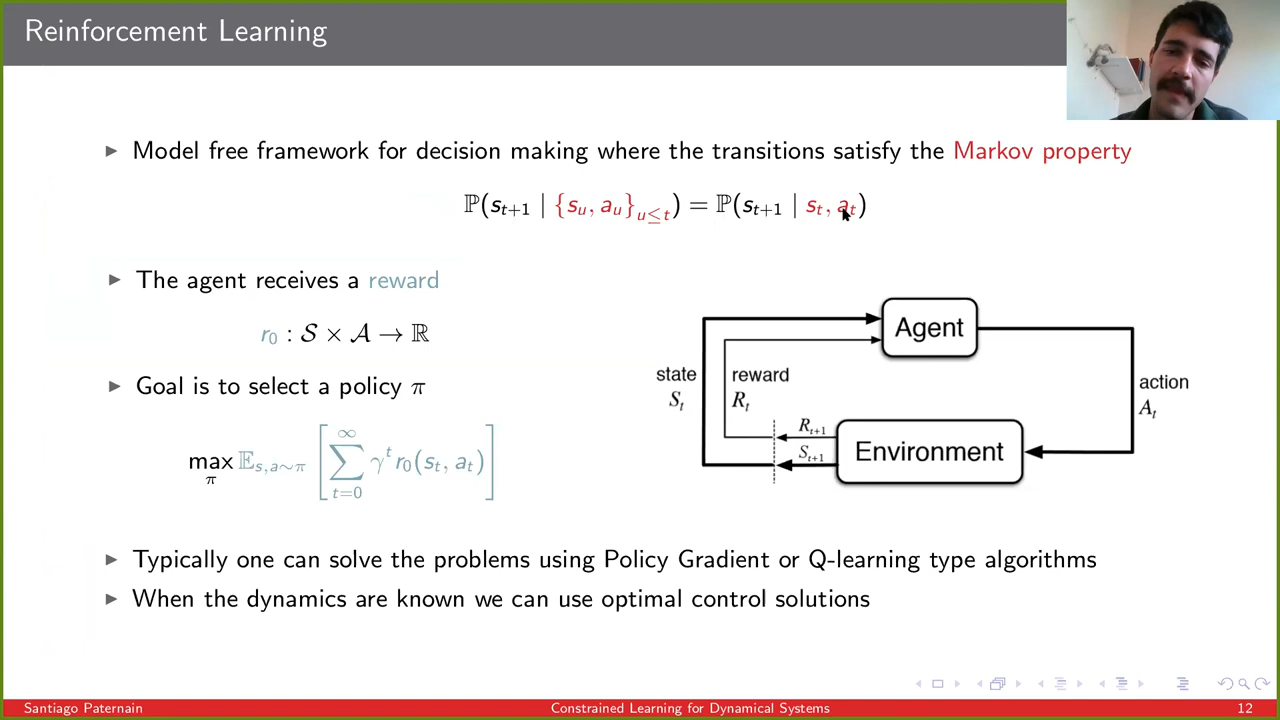 Reinforcement Learning
▶ Model free framework for decision making where the transitions satisfy the Markov property
ℙ(s_{t+1} | {s_u, a_u}_{u≤t}) = ℙ(s_{t+1} | s_t, a_t)
▶ The agent receives a reward
r_0 : 𝒮 × 𝒜 → ℝ
▶ Goal is to select a policy π
max_π 𝔼_{s,a∼π} [∑_{t=0}^{∞} γ^t r_0(s_t, a_t)]
Agent
state
S_t
reward
R_t
action
A_t
R_{t+1}
S_{t+1}
Environment
▶ Typically one can solve the problems using Policy Gradient or Q-learning type algorithms
▶ When the dynamics are known we can use optimal control solutions
Santiago Paternain Constrained Learning for Dynamical Systems 12